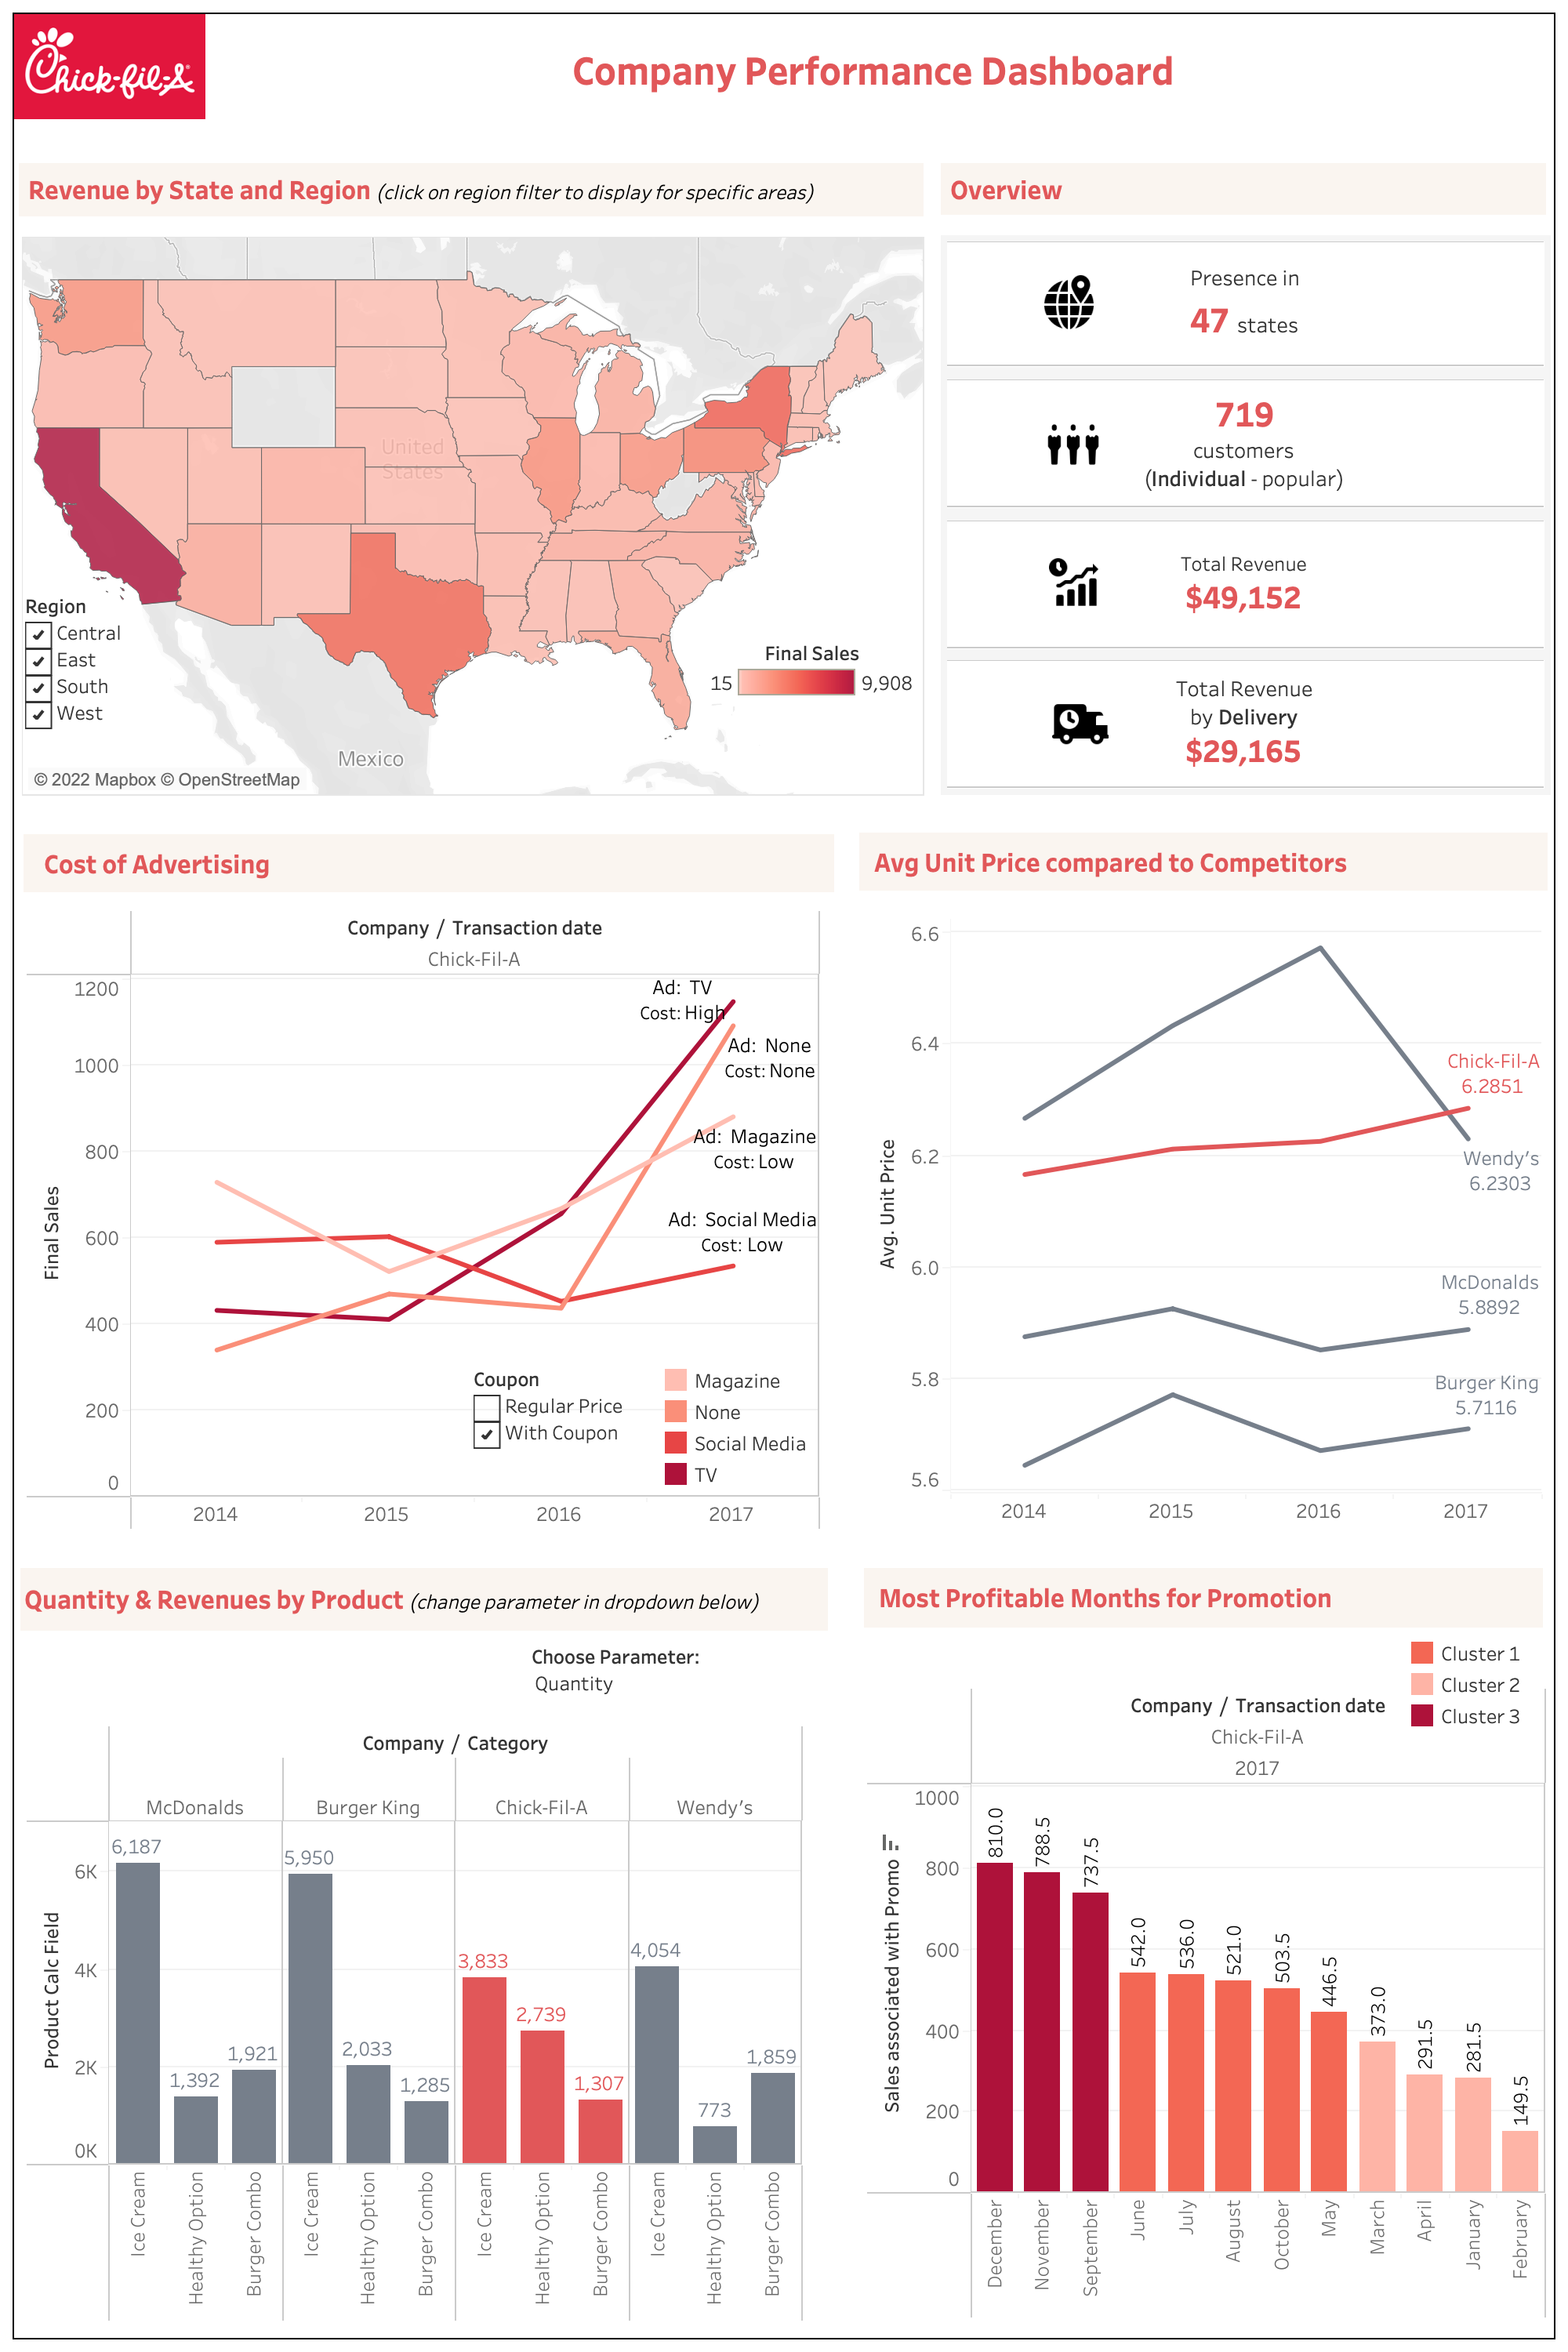 Chick-fil-A
Company Performance Dashboard
Revenue by State and Region (click on region filter to display for specific areas)
United
States
Mexico
Region
Central
East
South
West
Final Sales
15
9,908
© 2022 Mapbox © OpenStreetMap
Overview
Presence in
47 states
719
customers
(Individual - popular)
Total Revenue
$49,152
Total Revenue
by Delivery
$29,165
Cost of Advertising
Company / Transaction date
Chick-Fil-A
Final Sales
1200
1000
800
600
400
200
0
Ad: TV
Cost: High
Ad: None
Cost: None
Ad: Magazine
Cost: Low
Ad: Social Media
Cost: Low
Coupon
Regular Price
With Coupon
Magazine
None
Social Media
TV
2014 2015 2016 2017
Avg Unit Price compared to Competitors
Avg. Unit Price
6.6
6.4
6.2
6.0
5.8
5.6
Chick-Fil-A
6.2851
Wendy's
6.2303
McDonalds
5.8892
Burger King
5.7116
2014 2015 2016 2017
Quantity & Revenues by Product (change parameter in dropdown below)
Choose Parameter:
Quantity
Company / Category
McDonalds Burger King Chick-Fil-A Wendy's
Product Calc Field
6K
4K
2K
0K
6,187
1,392
1,921
5,950
2,033
1,285
3,833
2,739
1,307
4,054
773
1,859
Ice Cream
Healthy Option
Burger Combo
Ice Cream
Healthy Option
Burger Combo
Ice Cream
Healthy Option
Burger Combo
Ice Cream
Healthy Option
Burger Combo
Most Profitable Months for Promotion
Cluster 1
Cluster 2
Cluster 3
Company / Transaction date
Chick-Fil-A
2017
Sales associated with Promo
1000
800
600
400
200
0
810.0
788.5
737.5
542.0
536.0
521.0
503.5
446.5
373.0
291.5
281.5
149.5
December
November
September
June
July
August
October
May
March
April
January
February